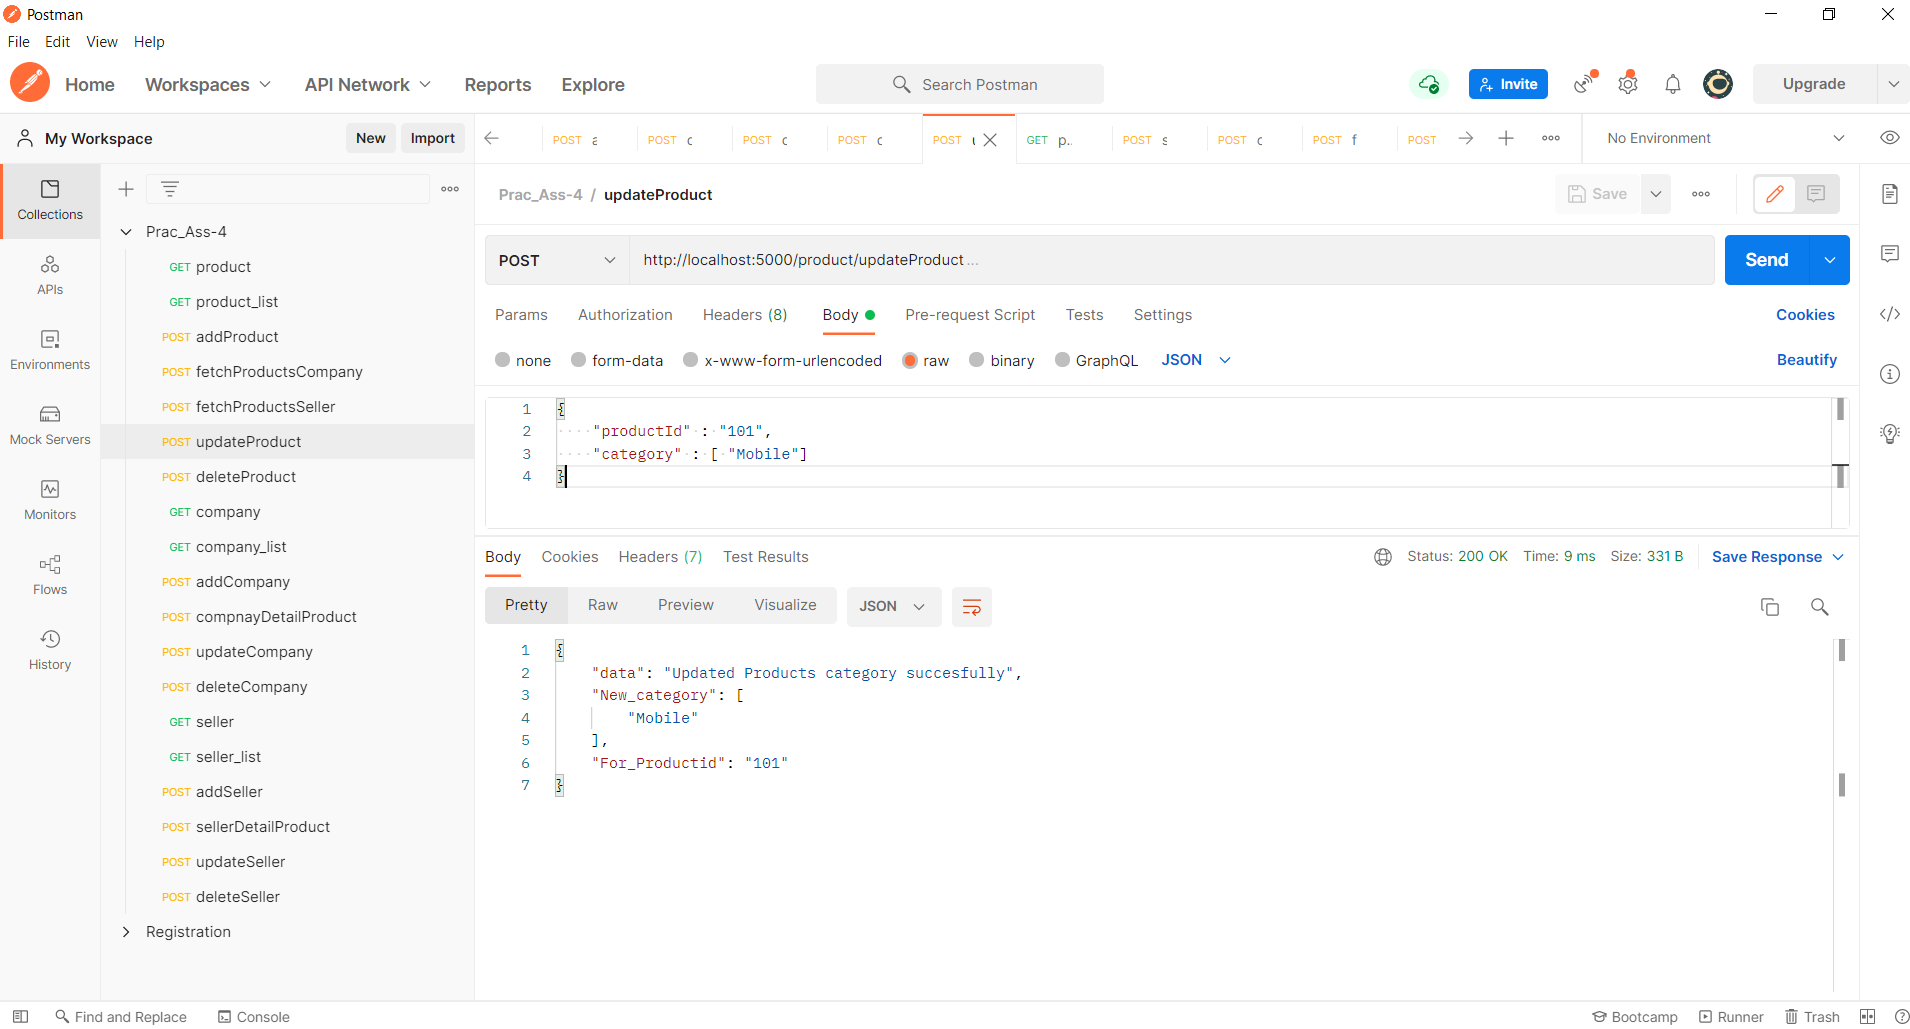 Postman
File Edit View Help
Home Workspaces API Network Reports Explore
Search Postman
Invite
Upgrade
My Workspace
New Import
POST a
POST c
POST c
POST c
POST
GET p..
POST s
POST c
POST f
POST
No Environment
Collections
APIs
Environments
Mock Servers
Monitors
Flows
History
Prac_Ass-4
GET product
GET product_list
POST addProduct
POST fetchProductsCompany
POST fetchProductsSeller
POST updateProduct
POST deleteProduct
GET company
GET company_list
POST addCompany
POST compnayDetailProduct
POST updateCompany
POST deleteCompany
GET seller
GET seller_list
POST addSeller
POST sellerDetailProduct
POST updateSeller
POST deleteSeller
Registration
Prac_Ass-4 / updateProduct
Save
POST http://localhost:5000/product/updateProduct ...
Send
Params Authorization Headers (8) Body Pre-request Script Tests Settings
Cookies
none form-data x-www-form-urlencoded raw binary GraphQL JSON
Beautify
1 {
2 ····"productId"·:·"101",
3 ····"category"·:·[·"Mobile"]
4 }
Body Cookies Headers (7) Test Results
Status: 200 OK Time: 9 ms Size: 331 B Save Response
Pretty Raw Preview Visualize JSON
1 {
2 "data": "Updated Products category succesfully",
3 "New_category": [
4 "Mobile"
5 ],
6 "For_Productid": "101"
7 }
Find and Replace Console
Bootcamp Runner Trash